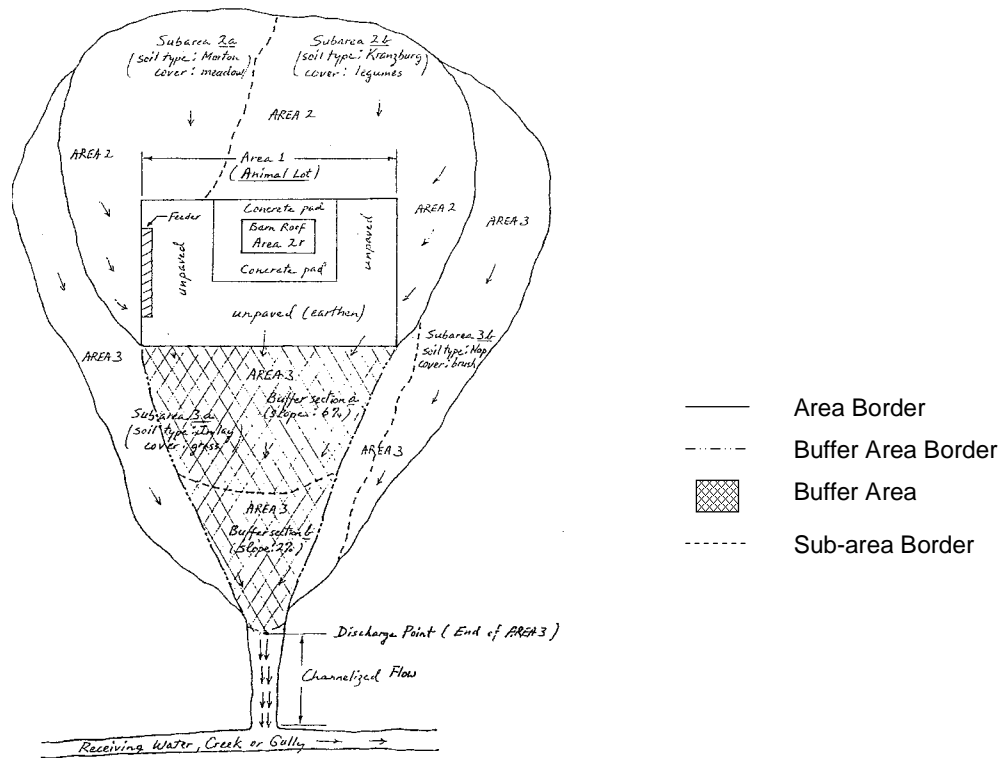 Subarea 2a
(soil type: Morton
cover: meadow)
Subarea 2b
(soil type: Kranzburg
cover: legumes)
AREA 2
AREA 2
Area 1
(Animal Lot)
Feeder
Concrete pad
Barn Roof
Area 2r
Concrete pad
unpaved
unpaved
AREA 2
AREA 3
unpaved (Earthen)
AREA 3
Subarea 3b
soil type: Nap
cover: brush
AREA 3
Buffer section a
(slope: 6%)
Subarea 3a
(soil type: Inlay
cover: grass)
AREA 3
AREA 3
Buffer section b
(slope: 2%)
Discharge Point (End of AREA 3)
Channelized Flow
Receiving Water, Creek or Gully
Area Border
Buffer Area Border
Buffer Area
Sub-area Border